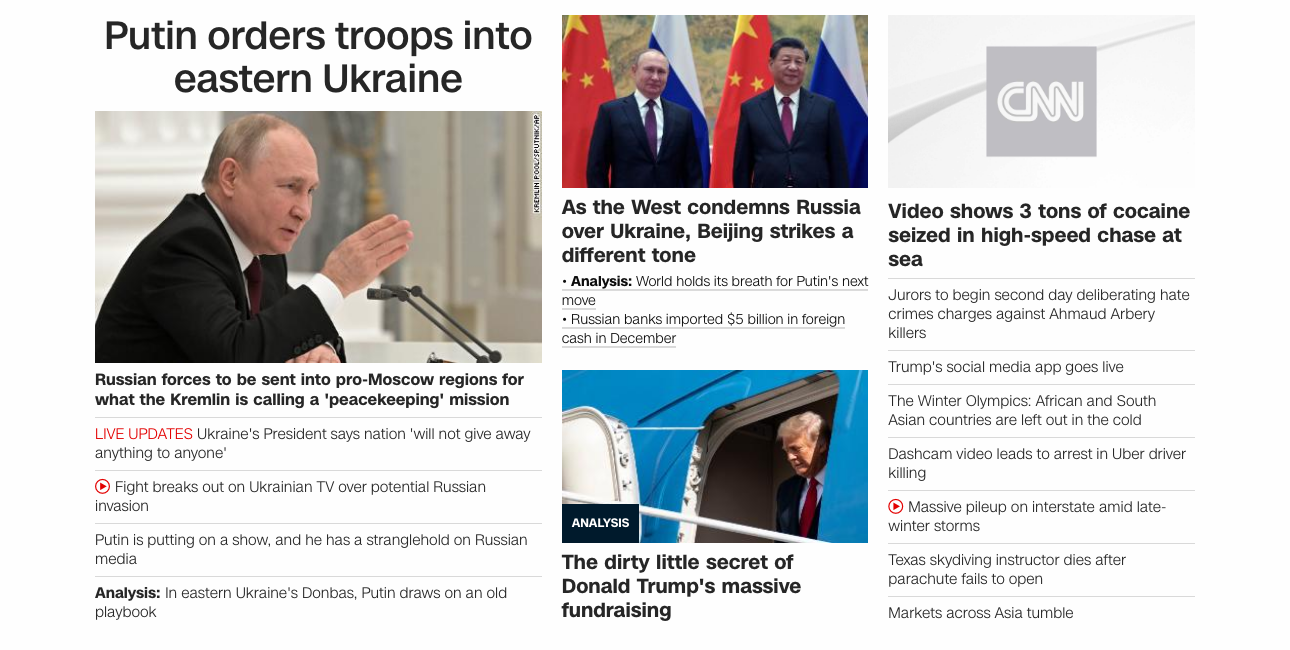 Putin orders troops into
eastern Ukraine
KREMLIN POOL/SPUTNIK/AP
Russian forces to be sent into pro-Moscow regions for
what the Kremlin is calling a 'peacekeeping' mission
LIVE UPDATES Ukraine's President says nation 'will not give away
anything to anyone'
Fight breaks out on Ukrainian TV over potential Russian
invasion
Putin is putting on a show, and he has a stranglehold on Russian
media
Analysis: In eastern Ukraine's Donbas, Putin draws on an old
playbook
As the West condemns Russia
over Ukraine, Beijing strikes a
different tone
• Analysis: World holds its breath for Putin's next
move
• Russian banks imported $5 billion in foreign
cash in December
ANALYSIS
The dirty little secret of
Donald Trump's massive
fundraising
CNN
Video shows 3 tons of cocaine
seized in high-speed chase at
sea
Jurors to begin second day deliberating hate
crimes charges against Ahmaud Arbery
killers
Trump's social media app goes live
The Winter Olympics: African and South
Asian countries are left out in the cold
Dashcam video leads to arrest in Uber driver
killing
Massive pileup on interstate amid late-
winter storms
Texas skydiving instructor dies after
parachute fails to open
Markets across Asia tumble